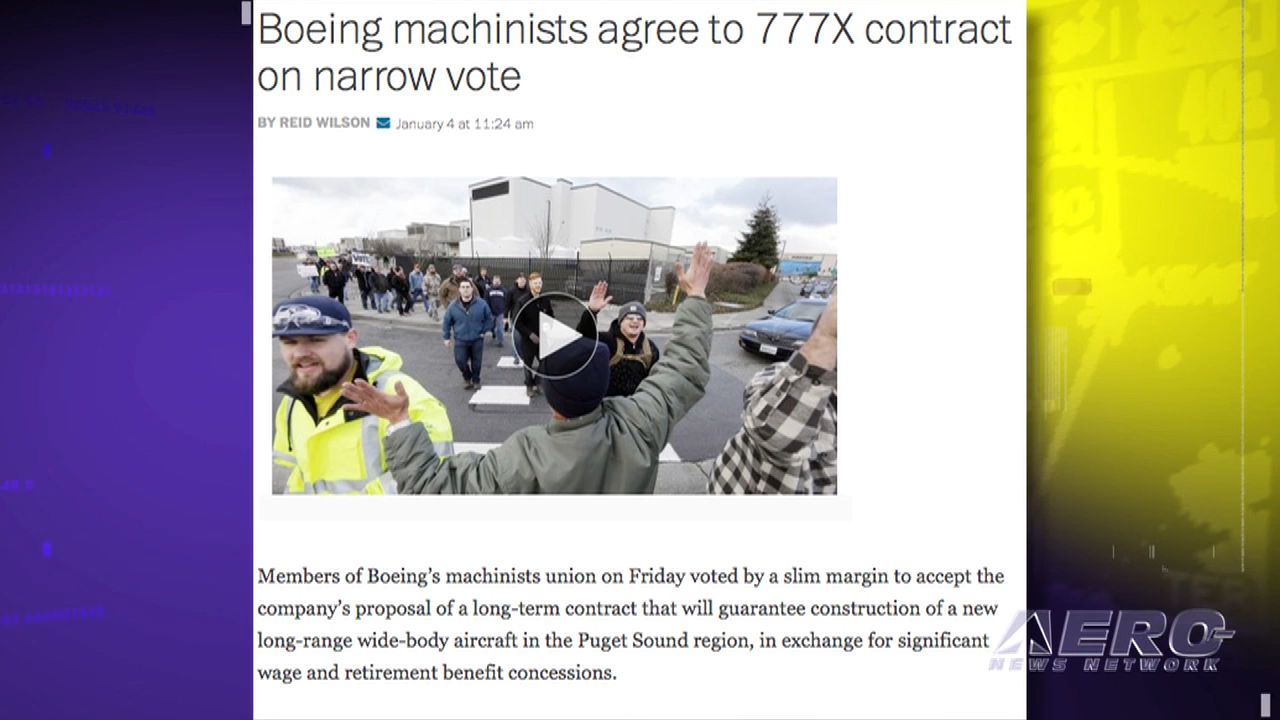 Boeing machinists agree to 777X contract
on narrow vote
BY REID WILSON January 4 at 11:24 am
VOTE
Members of Boeing's machinists union on Friday voted by a slim margin to accept the
company's proposal of a long-term contract that will guarantee construction of a new
long-range wide-body aircraft in the Puget Sound region, in exchange for significant
wage and retirement benefit concessions.
AERO-
NEWS NETWORK